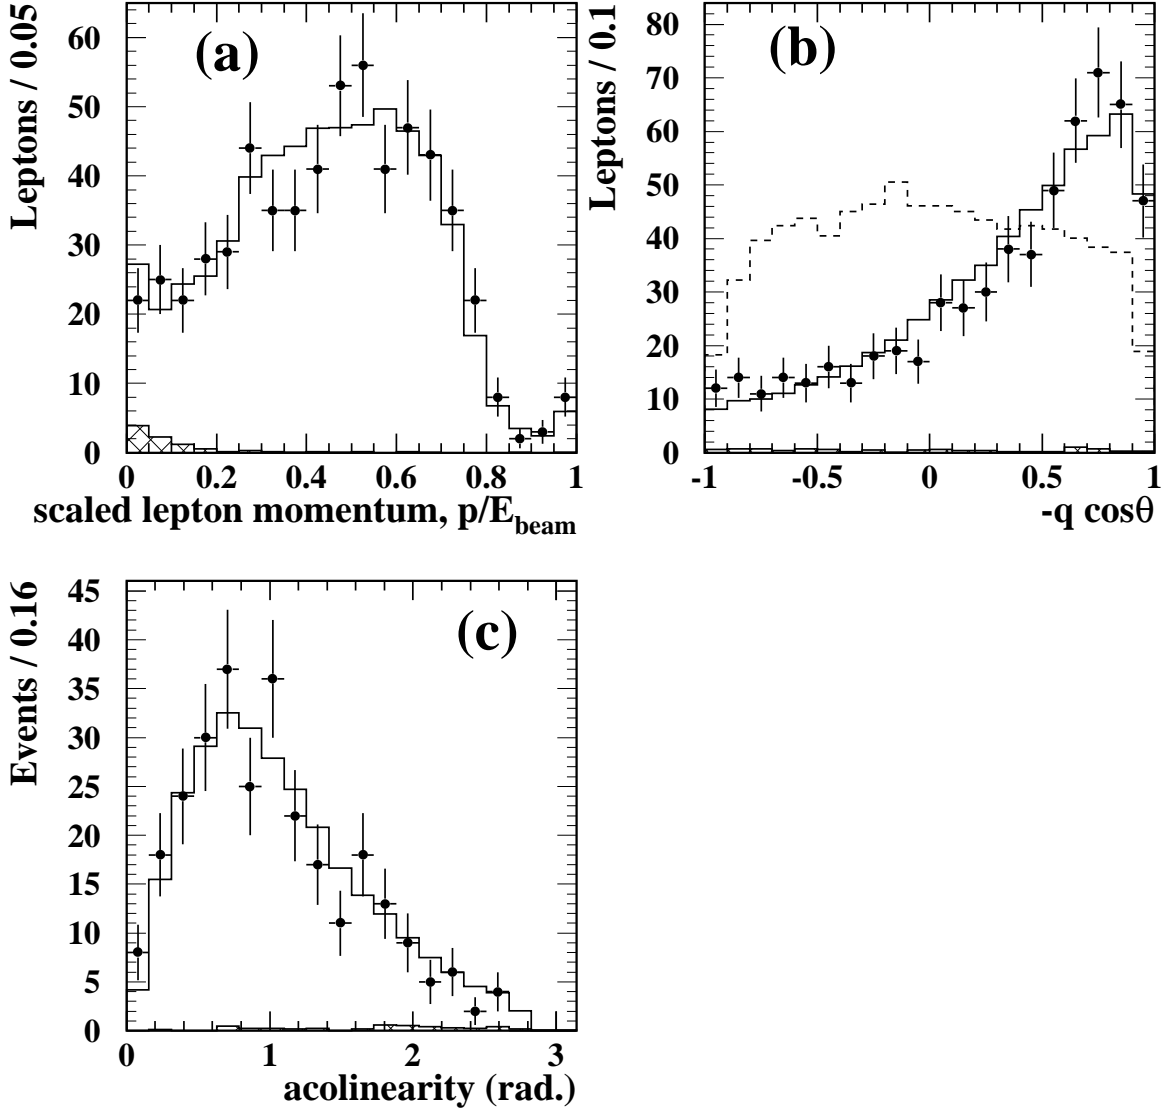 Leptons / 0.05
(a)
60
50
40
30
20
10
0
0 0.2 0.4 0.6 0.8 1
scaled lepton momentum, p/E_beam
Leptons / 0.1
(b)
80
70
60
50
40
30
20
10
0
-1 -0.5 0 0.5 1
-q cosθ
Events / 0.16
(c)
45
40
35
30
25
20
15
10
5
0
0 1 2 3
acolinearity (rad.)